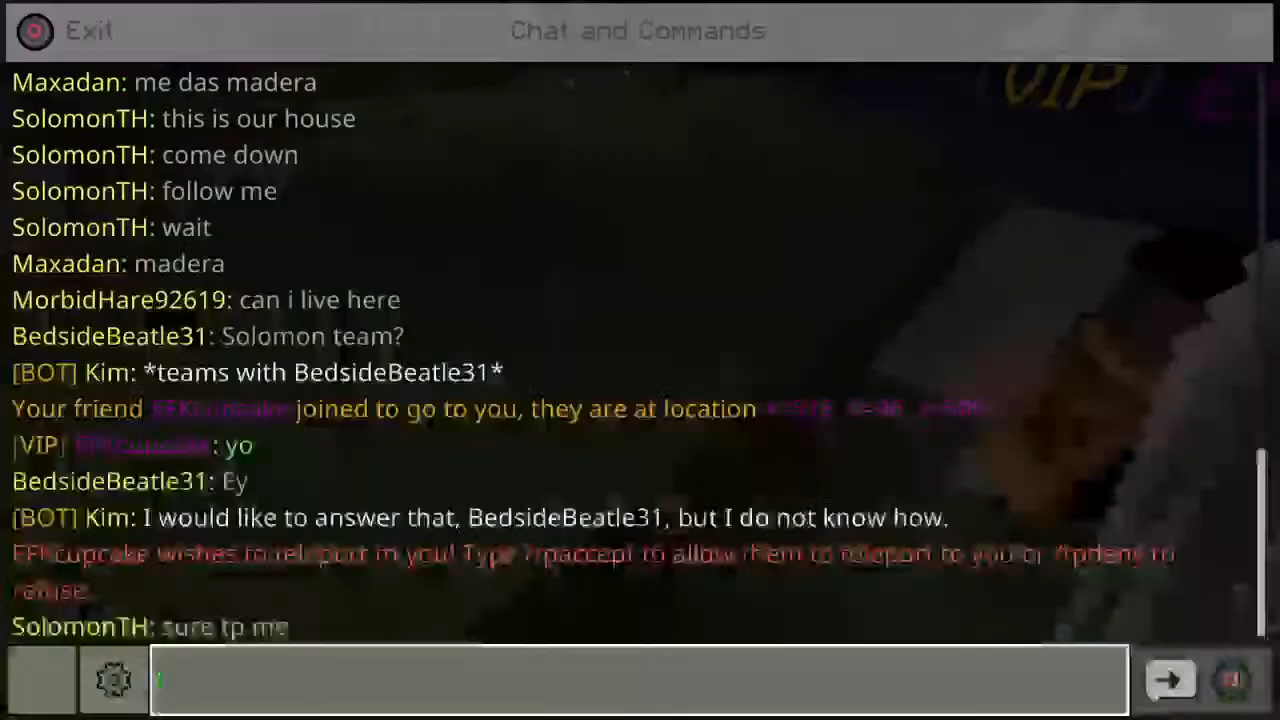 Exit
Chat and Commands
(VIP)
Maxadan: me das madera
SolomonTH: this is our house
SolomonTH: come down
SolomonTH: follow me
SolomonTH: wait
Maxadan: madera
MorbidHare92619: can i live here
BedsideBeatle31: Solomon team?
[BOT] Kim: *teams with BedsideBeatle31*
Your friend joined to go to you, they are at location
[VIP] : yo
BedsideBeatle31: Ey
[BOT] Kim: I would like to answer that, BedsideBeatle31, but I do not know how.
wishes to teleport to you! Type /tpaccept to allow them to teleport to you or /tpdeny to
refuse.
SolomonTH: sure tp me